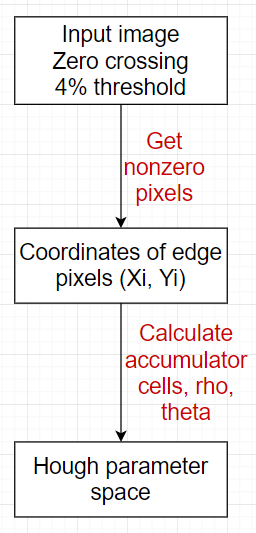 Input image
Zero crossing
4% threshold
Get
nonzero
pixels
Coordinates of edge
pixels (Xi, Yi)
Calculate
accumulator
cells, rho,
theta
Hough parameter
space